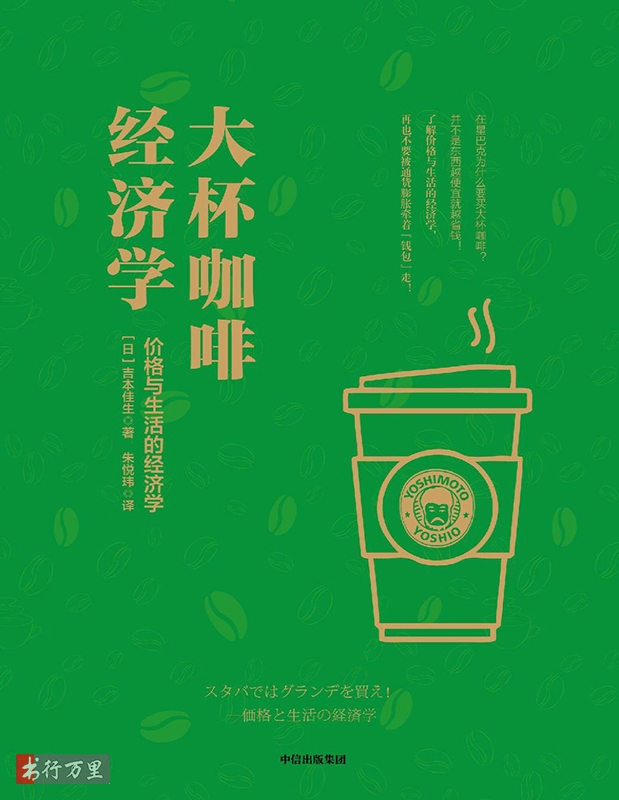 大杯咖啡
经济学
价格与生活的经济学
［日］吉本佳生◎著 朱悦玮◎译
在星巴克为什么要买大杯咖啡？
并不是东西越便宜就越省钱！
了解价格与生活的经济学，
再也不要被通货膨胀牵着『钱包』走！
YOSHIMOTO
YOSHIO
スタバではグランデを買え！
—価格と生活の経済学
中信出版集团
书行万里